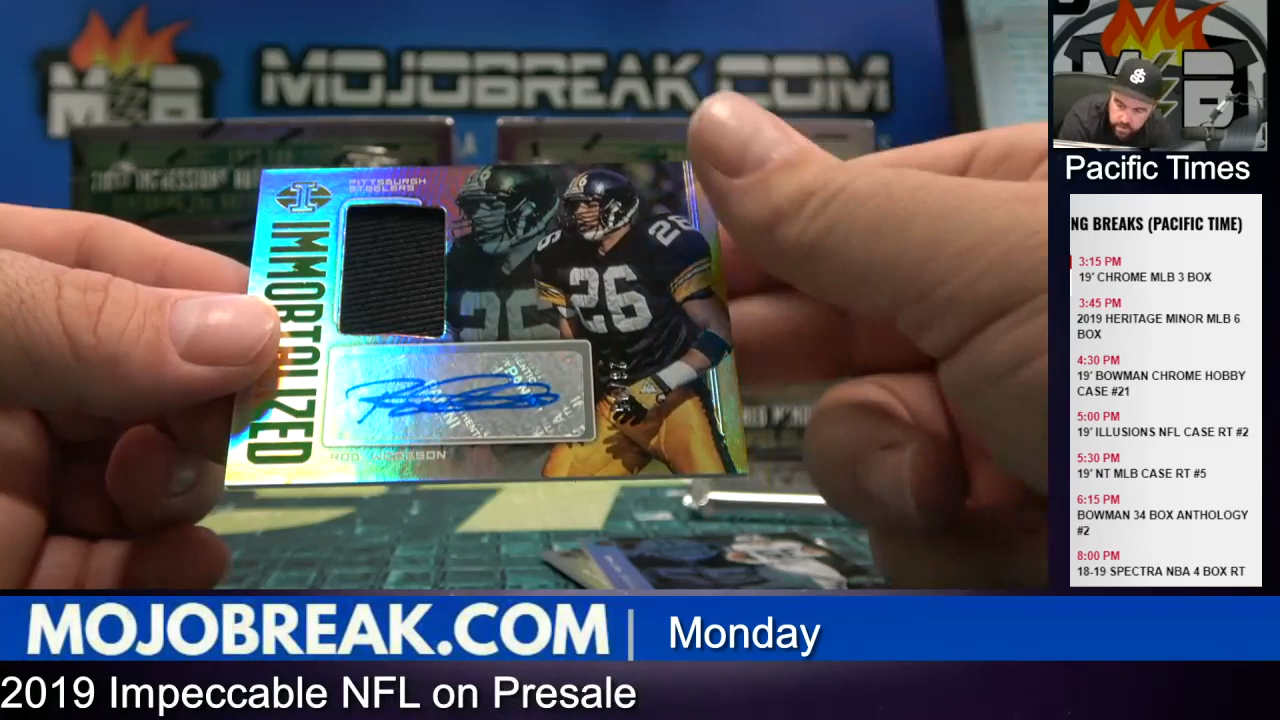 MOJOBREAK.COM
PITTSBURGH
STEELERS
I
IMMORTALIZED
26
26
26
ROD WOODSON
Pacific Times
NG BREAKS (PACIFIC TIME)
3:15 PM
19' CHROME MLB 3 BOX
3:45 PM
2019 HERITAGE MINOR MLB 6
BOX
4:30 PM
19' BOWMAN CHROME HOBBY
CASE #21
5:00 PM
19' ILLUSIONS NFL CASE RT #2
5:30 PM
19' NT MLB CASE RT #5
6:15 PM
BOWMAN 34 BOX ANTHOLOGY
#2
8:00 PM
18-19 SPECTRA NBA 4 BOX RT
MOJOBREAK.COM | Monday
2019 Impeccable NFL on Presale